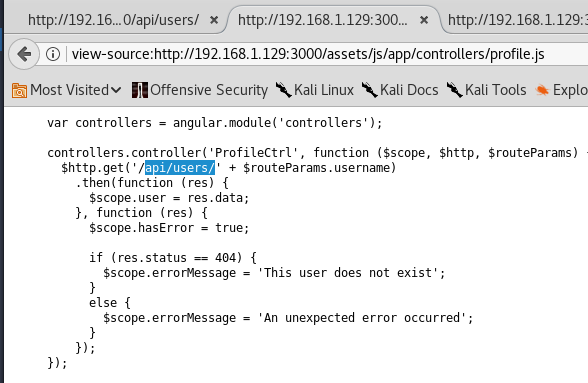 http://192.16...0/api/users/ × http://192.168.1.129:300... × http://192.168.1.129:3
view-source:http://192.168.1.129:3000/assets/js/app/controllers/profile.js
Most Visited Offensive Security Kali Linux Kali Docs Kali Tools Explo
var controllers = angular.module('controllers');
controllers.controller('ProfileCtrl', function ($scope, $http, $routeParams) {
$http.get('/api/users/' + $routeParams.username)
.then(function (res) {
$scope.user = res.data;
}, function (res) {
$scope.hasError = true;
if (res.status == 404) {
$scope.errorMessage = 'This user does not exist';
}
else {
$scope.errorMessage = 'An unexpected error occurred';
}
});
});